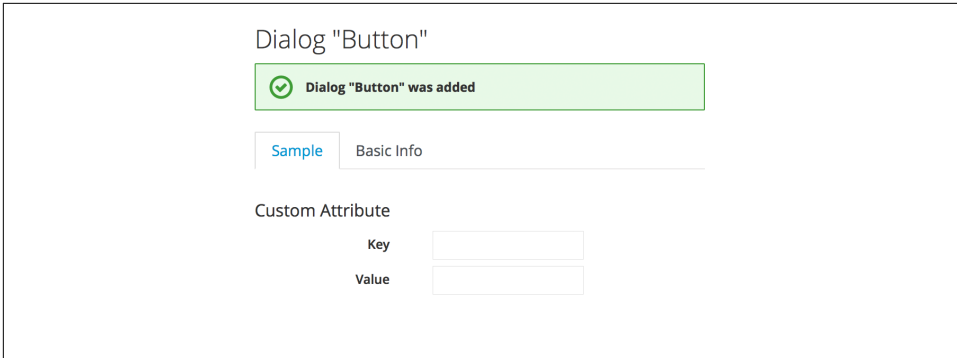 Dialog "Button"
Dialog "Button" was added
Sample Basic Info
Custom Attribute
Key
Value